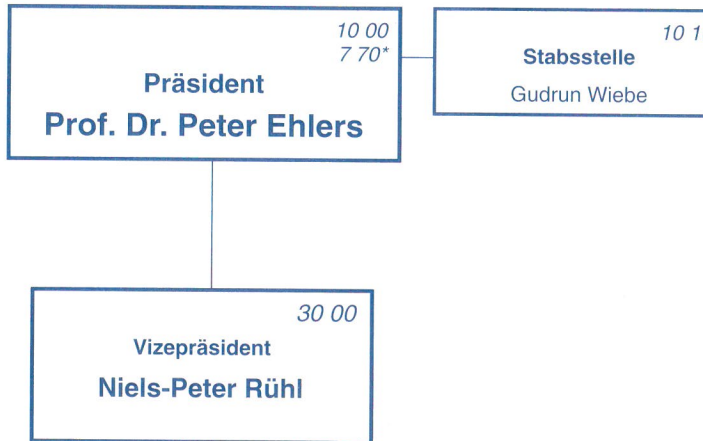 10 00
7 70*
Präsident
Prof. Dr. Peter Ehlers
10 1
Stabsstelle
Gudrun Wiebe
30 00
Vizepräsident
Niels-Peter Rühl